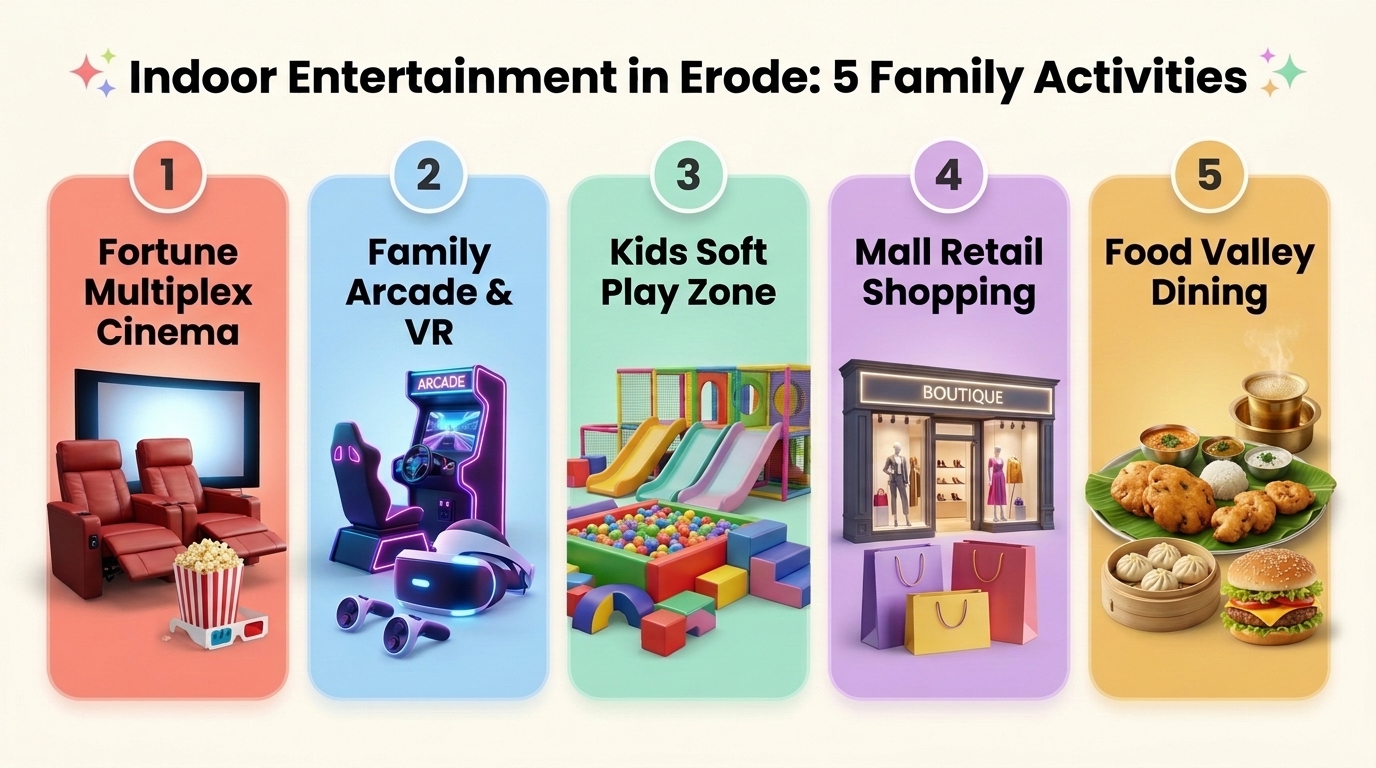 Indoor Entertainment in Erode: 5 Family Activities
1
Fortune
Multiplex
Cinema
2
Family
Arcade &
VR
ARCADE
3
Kids Soft
Play Zone
4
Mall Retail
Shopping
BOUTIQUE
5
Food Valley
Dining